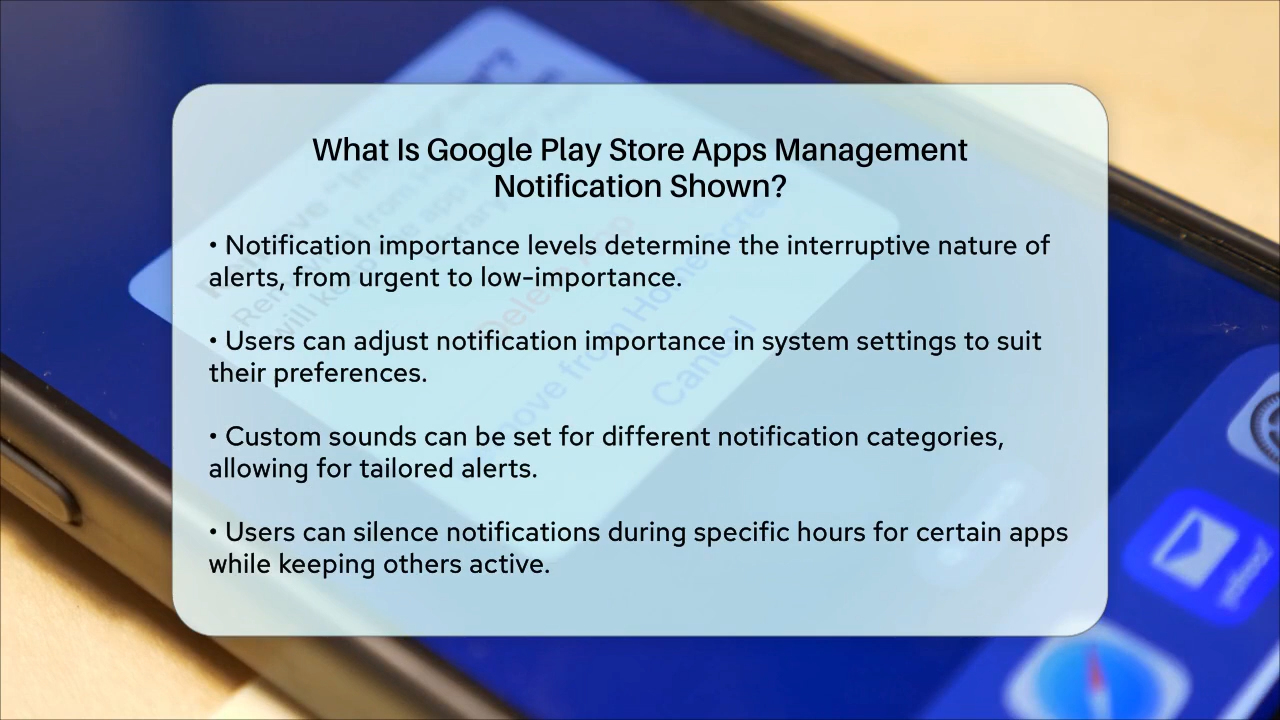 What Is Google Play Store Apps Management
Notification Shown?
• Notification importance levels determine the interruptive nature of
alerts, from urgent to low-importance.
• Users can adjust notification importance in system settings to suit
their preferences.
• Custom sounds can be set for different notification categories,
allowing for tailored alerts.
• Users can silence notifications during specific hours for certain apps
while keeping others active.
Cancel